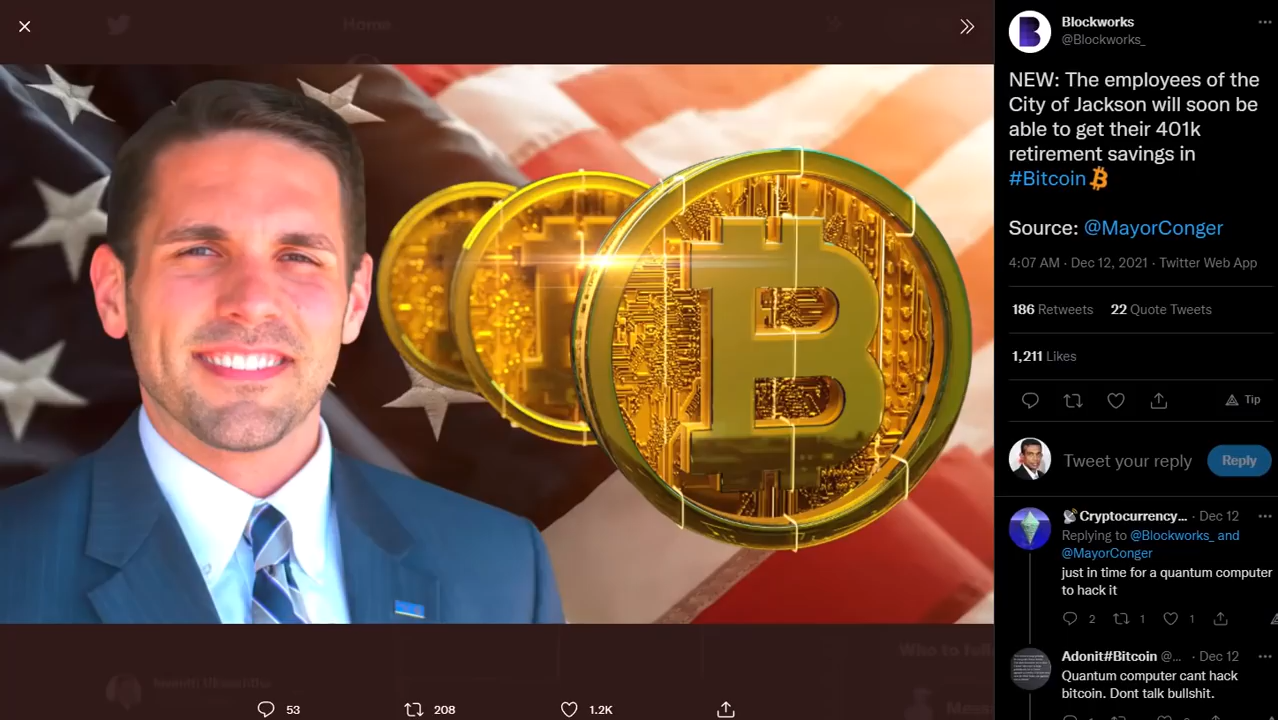 Home
Blockworks
@Blockworks_
NEW: The employees of the
City of Jackson will soon be
able to get their 401k
retirement savings in
#Bitcoin
Source: @MayorConger
4:07 AM · Dec 12, 2021 · Twitter Web App
186 Retweets 22 Quote Tweets
1,211 Likes
Tip
Tweet your reply
Reply
Cryptocurrency... · Dec 12
Replying to @Blockworks_ and
@MayorConger
just in time for a quantum computer
to hack it
2 1 1
Adonit#Bitcoin @... · Dec 12
Quantum computer cant hack
bitcoin. Dont talk bullshit.
Who to follo
53 208 1.2K